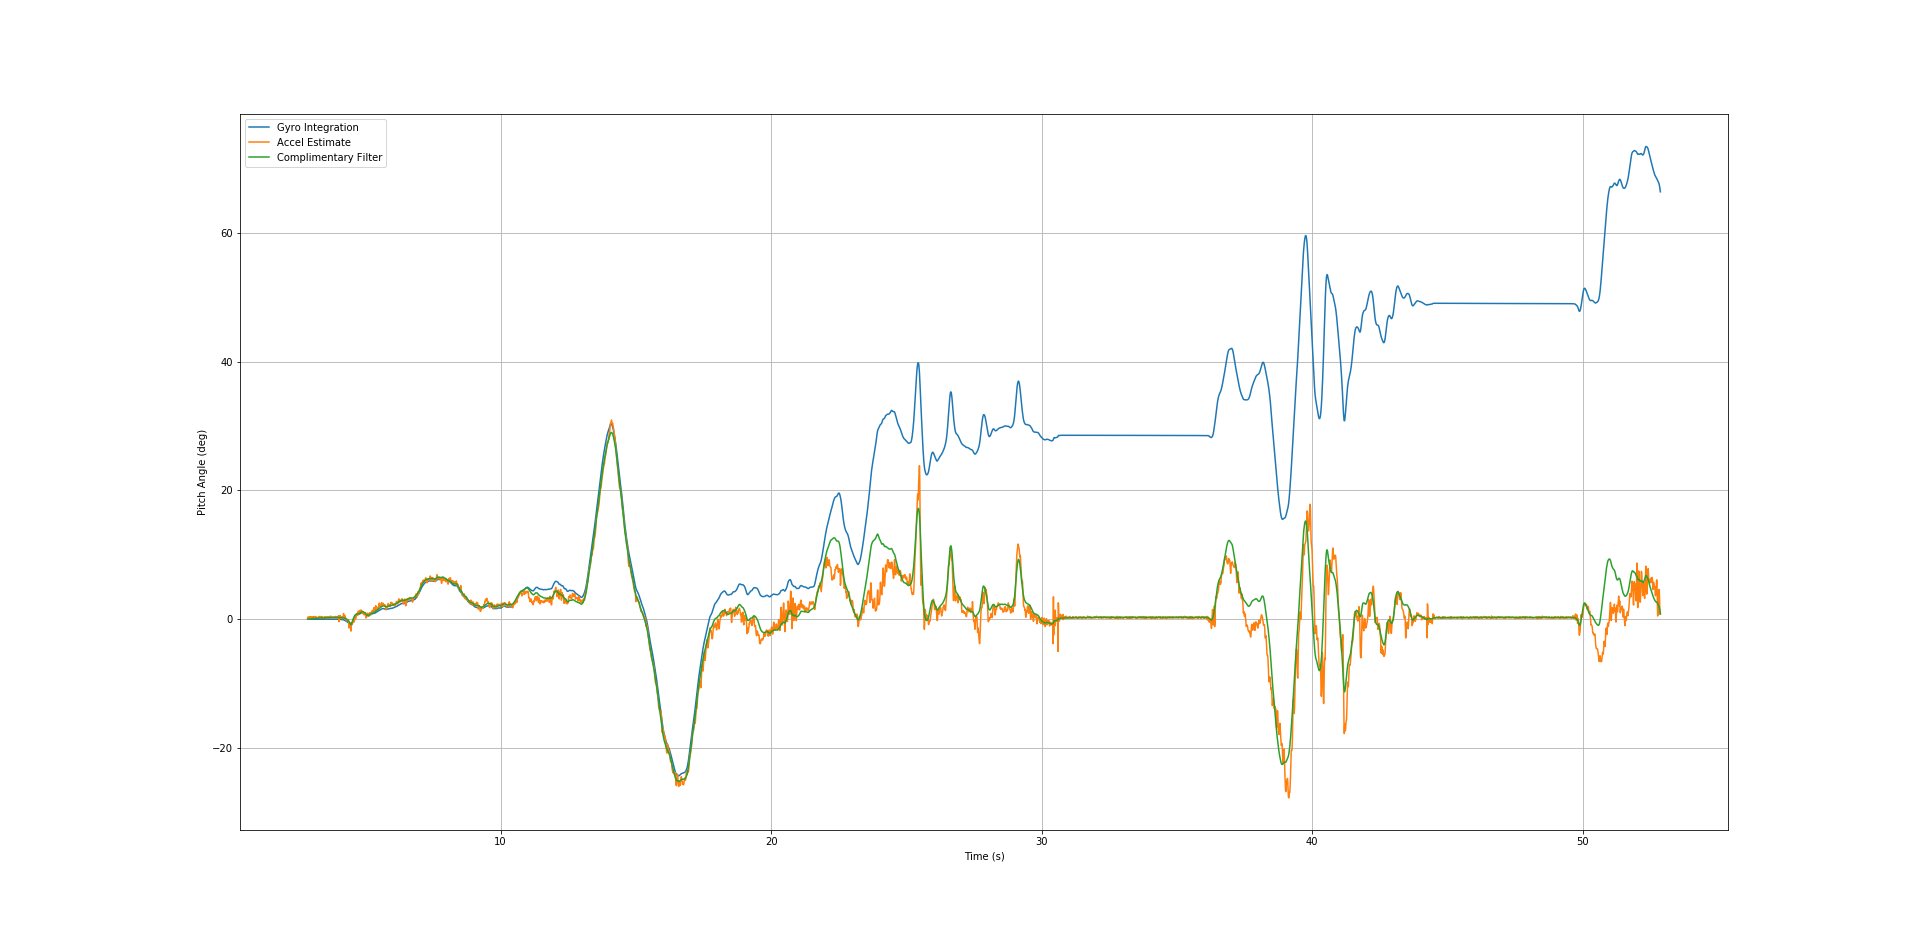 Gyro Integration
Accel Estimate
Complimentary Filter
Pitch Angle (deg)
60
40
20
0
−20
10 20 30 40 50
Time (s)